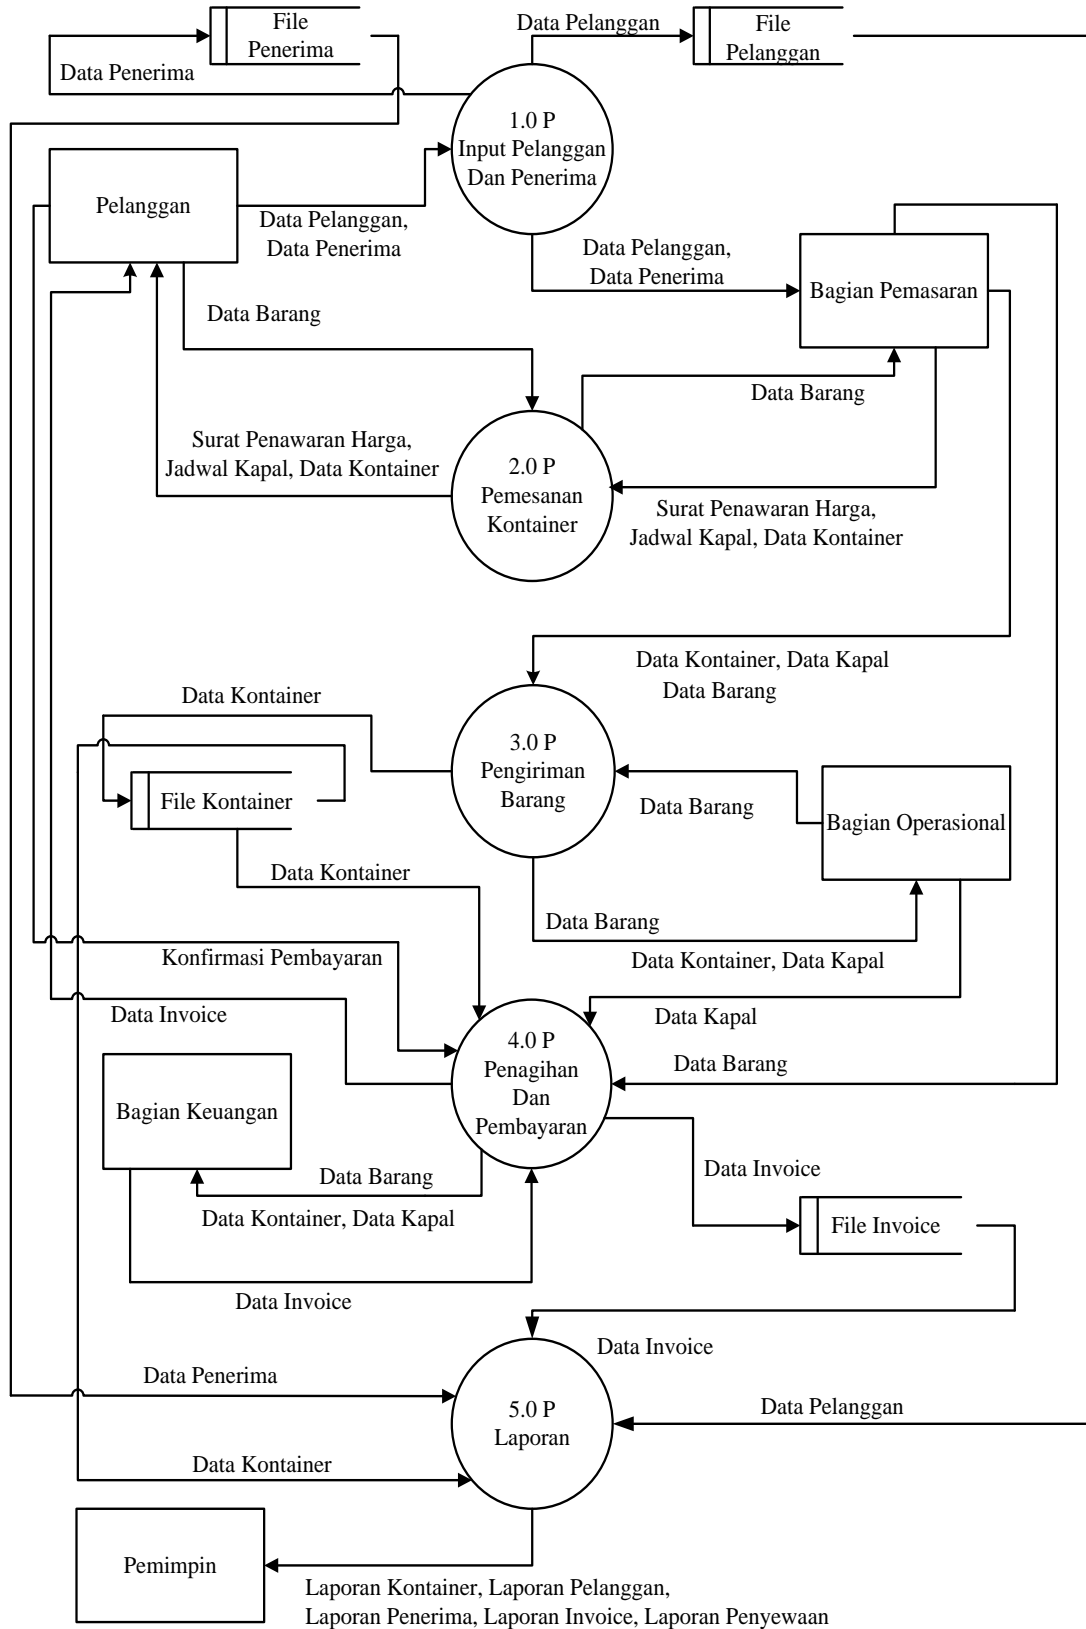 Data Pelanggan
File
Penerima
File
Pelanggan
Data Penerima
1.0 P
Input Pelanggan
Dan Penerima
Pelanggan
Data Pelanggan,
Data Penerima
Data Pelanggan,
Data Penerima
Bagian Pemasaran
Data Barang
Data Barang
Surat Penawaran Harga,
Jadwal Kapal, Data Kontainer
2.0 P
Pemesanan
Kontainer
Surat Penawaran Harga,
Jadwal Kapal, Data Kontainer
Data Kontainer, Data Kapal
Data Barang
Data Kontainer
3.0 P
Pengiriman
Barang
File Kontainer
Data Barang
Bagian Operasional
Data Kontainer
Data Barang
Konfirmasi Pembayaran
Data Kontainer, Data Kapal
Data Invoice
Data Kapal
4.0 P
Penagihan
Dan
Pembayaran
Data Barang
Bagian Keuangan
Data Barang
Data Kontainer, Data Kapal
Data Invoice
File Invoice
Data Invoice
Data Invoice
Data Penerima
5.0 P
Laporan
Data Pelanggan
Data Kontainer
Pemimpin
Laporan Kontainer, Laporan Pelanggan,
Laporan Penerima, Laporan Invoice, Laporan Penyewaan